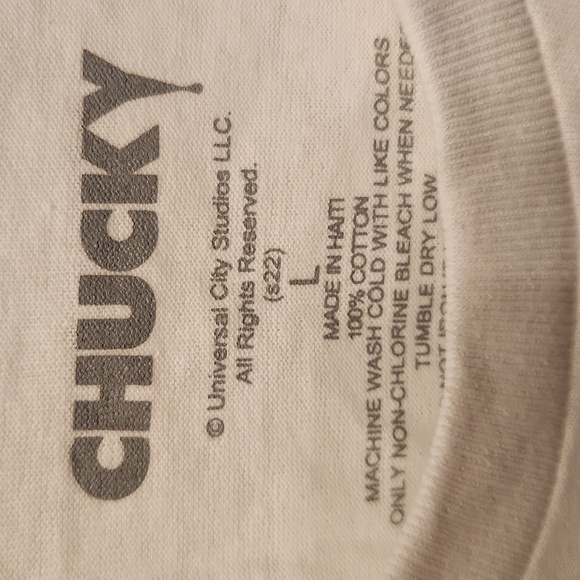 CHUCKY
© Universal City Studios LLC.
All Rights Reserved.
(s22)
L
MADE IN HAITI
100% COTTON
MACHINE WASH COLD WITH LIKE COLORS
ONLY NON-CHLORINE BLEACH WHEN
TUMBLE DRY LOW